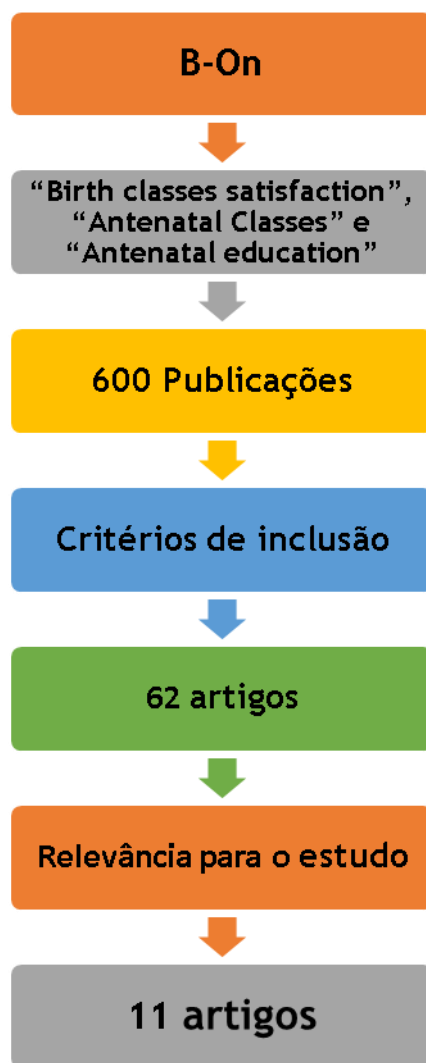 B-On
“Birth classes satisfaction”,
“Antenatal Classes” e
“Antenatal education”
600 Publicações
Critérios de inclusão
62 artigos
Relevância para o estudo
11 artigos